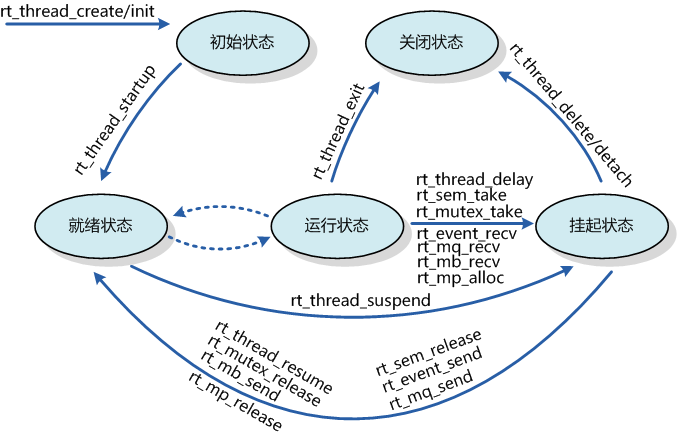 rt_thread_create/init
初始状态
关闭状态
rt_thread_startup
rt_thread_exit
rt_thread_delete/detach
就绪状态
运行状态
rt_thread_delay
rt_sem_take
rt_mutex_take
rt_event_recv
rt_mq_recv
rt_mb_recv
rt_mp_alloc
挂起状态
rt_thread_suspend
rt_thread_resume
rt_mutex_release
rt_mb_send
rt_mp_release
rt_sem_release
rt_event_send
rt_mq_send